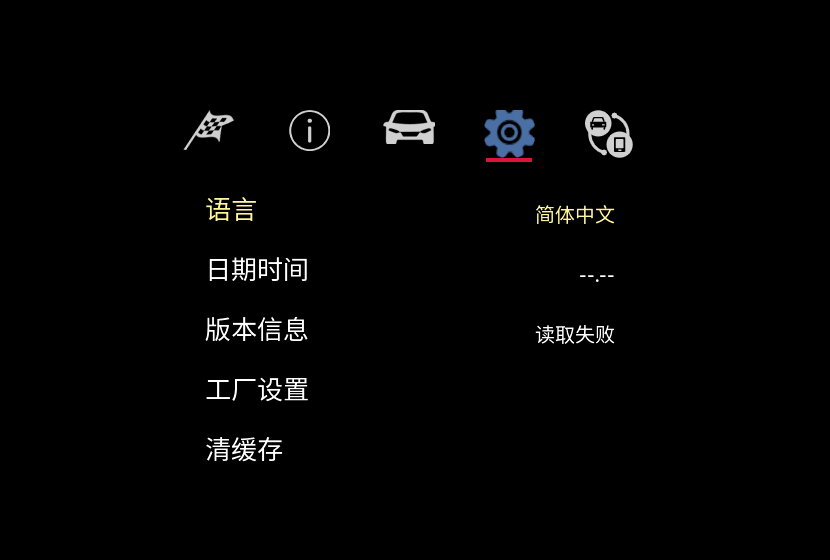 语言 简体中文
日期时间 --.--
版本信息 读取失败
工厂设置
清缓存